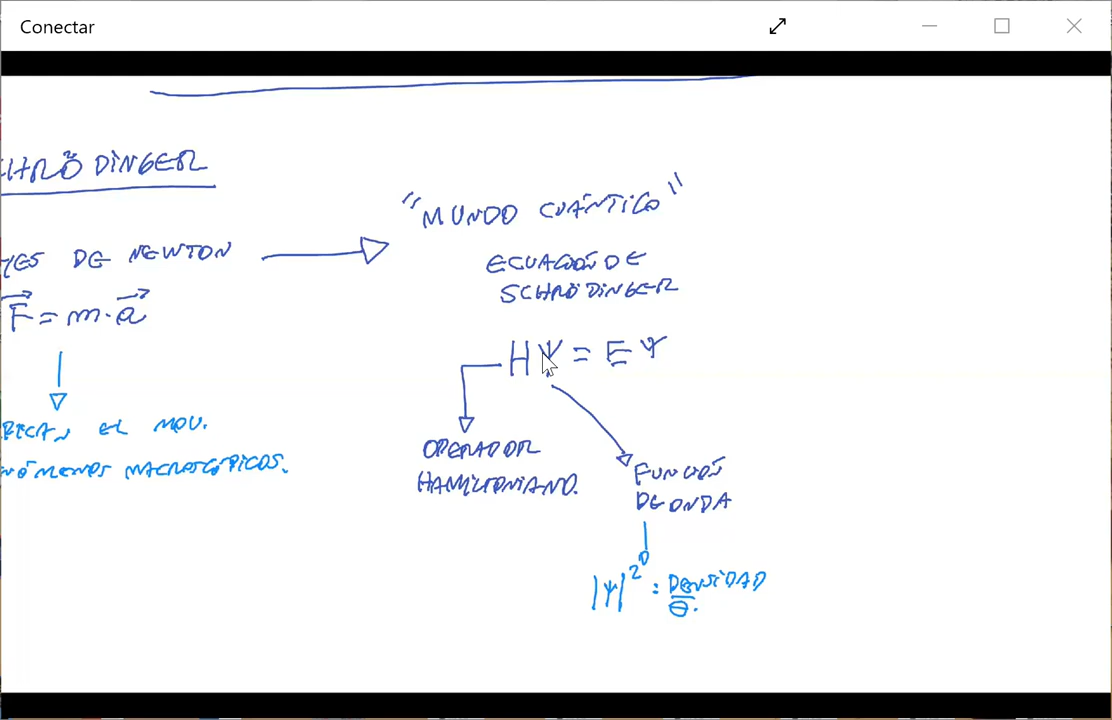 Conectar
CHRÖDINGER
"MUNDO CUÁNTICO"
YES DE NEWTON
ECUACIÓN DE
SCHRÖDINGER
F = m·a
HΨ = EΨ
EL MOV.
MACROSCÓPICOS.
OPERADOR
HAMILTONIANO.
FUNCIÓN
DE ONDA
|Ψ|² : DENSIDAD